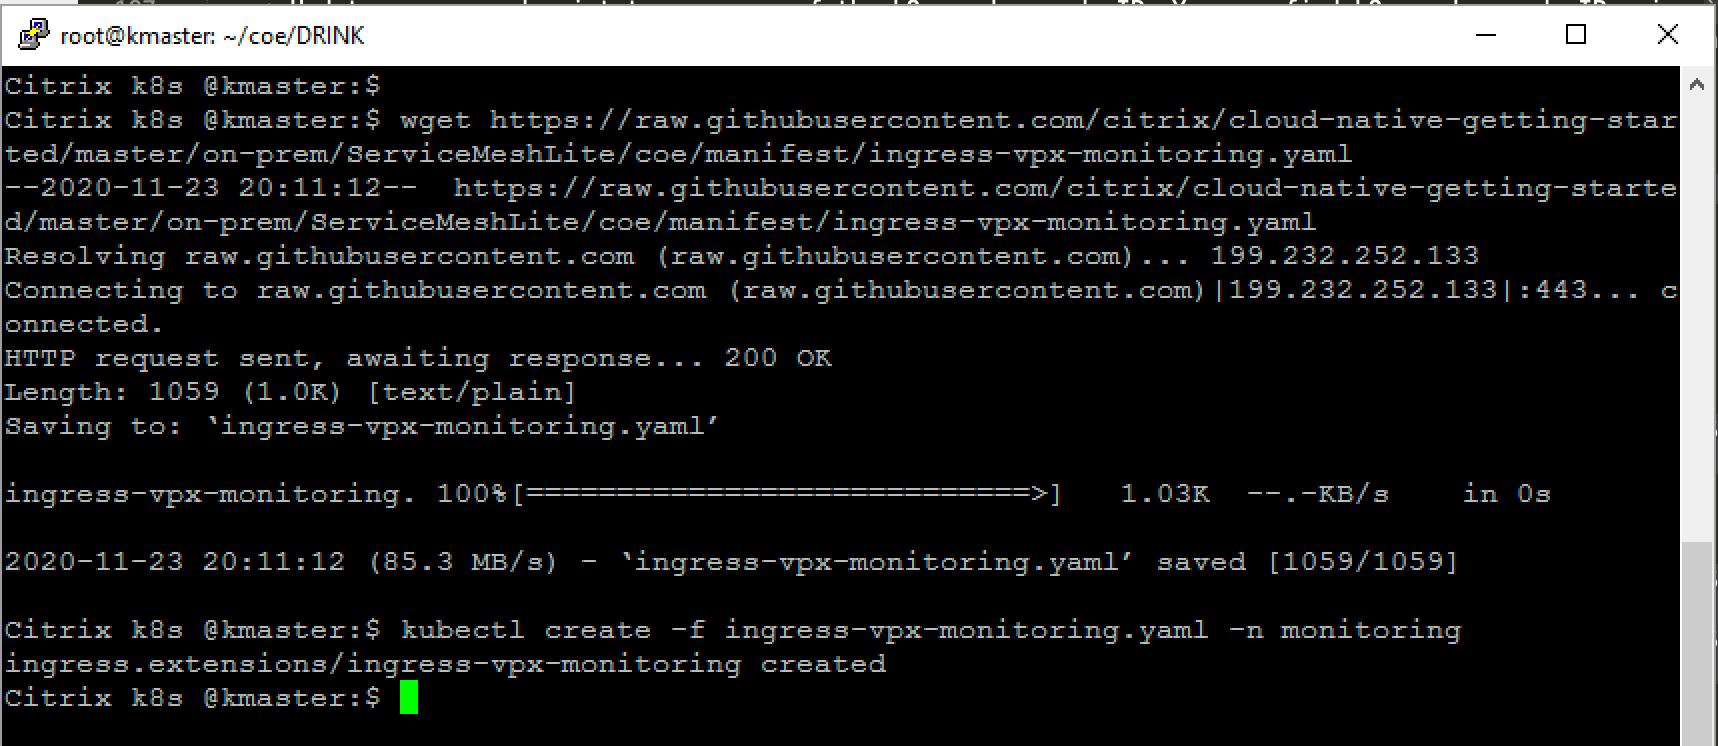 root@kmaster: ~/coe/DRINK
Citrix k8s @kmaster:$
Citrix k8s @kmaster:$ wget https://raw.githubusercontent.com/citrix/cloud-native-getting-star
ted/master/on-prem/ServiceMeshLite/coe/manifest/ingress-vpx-monitoring.yaml
--2020-11-23 20:11:12--  https://raw.githubusercontent.com/citrix/cloud-native-getting-starte
d/master/on-prem/ServiceMeshLite/coe/manifest/ingress-vpx-monitoring.yaml
Resolving raw.githubusercontent.com (raw.githubusercontent.com)... 199.232.252.133
Connecting to raw.githubusercontent.com (raw.githubusercontent.com)|199.232.252.133|:443... c
onnected.
HTTP request sent, awaiting response... 200 OK
Length: 1059 (1.0K) [text/plain]
Saving to: ‘ingress-vpx-monitoring.yaml’
ingress-vpx-monitoring. 100%[============================>]   1.03K  --.-KB/s    in 0s
2020-11-23 20:11:12 (85.3 MB/s) - ‘ingress-vpx-monitoring.yaml’ saved [1059/1059]
Citrix k8s @kmaster:$ kubectl create -f ingress-vpx-monitoring.yaml -n monitoring
ingress.extensions/ingress-vpx-monitoring created
Citrix k8s @kmaster:$